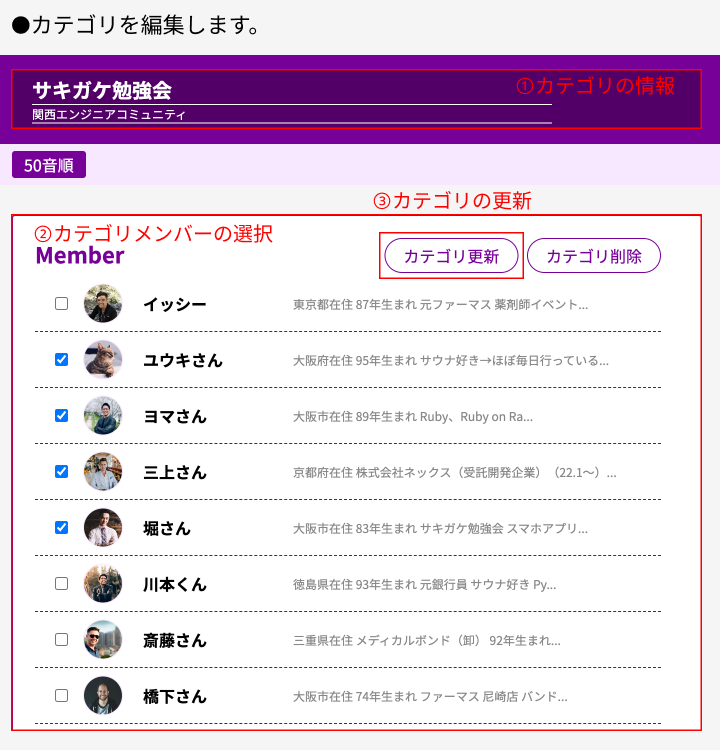 ●カテゴリを編集します。
サキガケ勉強会
①カテゴリの情報
関西エンジニアコミュニティ
50音順
③カテゴリの更新
②カテゴリメンバーの選択
Member
カテゴリ更新
カテゴリ削除
イッシー 東京都在住 87年生まれ 元ファーマス 薬剤師イベント...
ユウキさん 大阪府在住 95年生まれ サウナ好き→ほぼ毎日行っている...
ヨマさん 大阪市在住 89年生まれ Ruby、Ruby on Ra...
三上さん 京都府在住 株式会社ネックス（受託開発企業）（22.1〜）...
堀さん 大阪市在住 83年生まれ サキガケ勉強会 スマホアプリ...
川本くん 徳島県在住 93年生まれ 元銀行員 サウナ好き Py...
斎藤さん 三重県在住 メディカルボンド（卸） 92年生まれ...
橋下さん 大阪市在住 74年生まれ ファーマス 尼崎店 バンド...